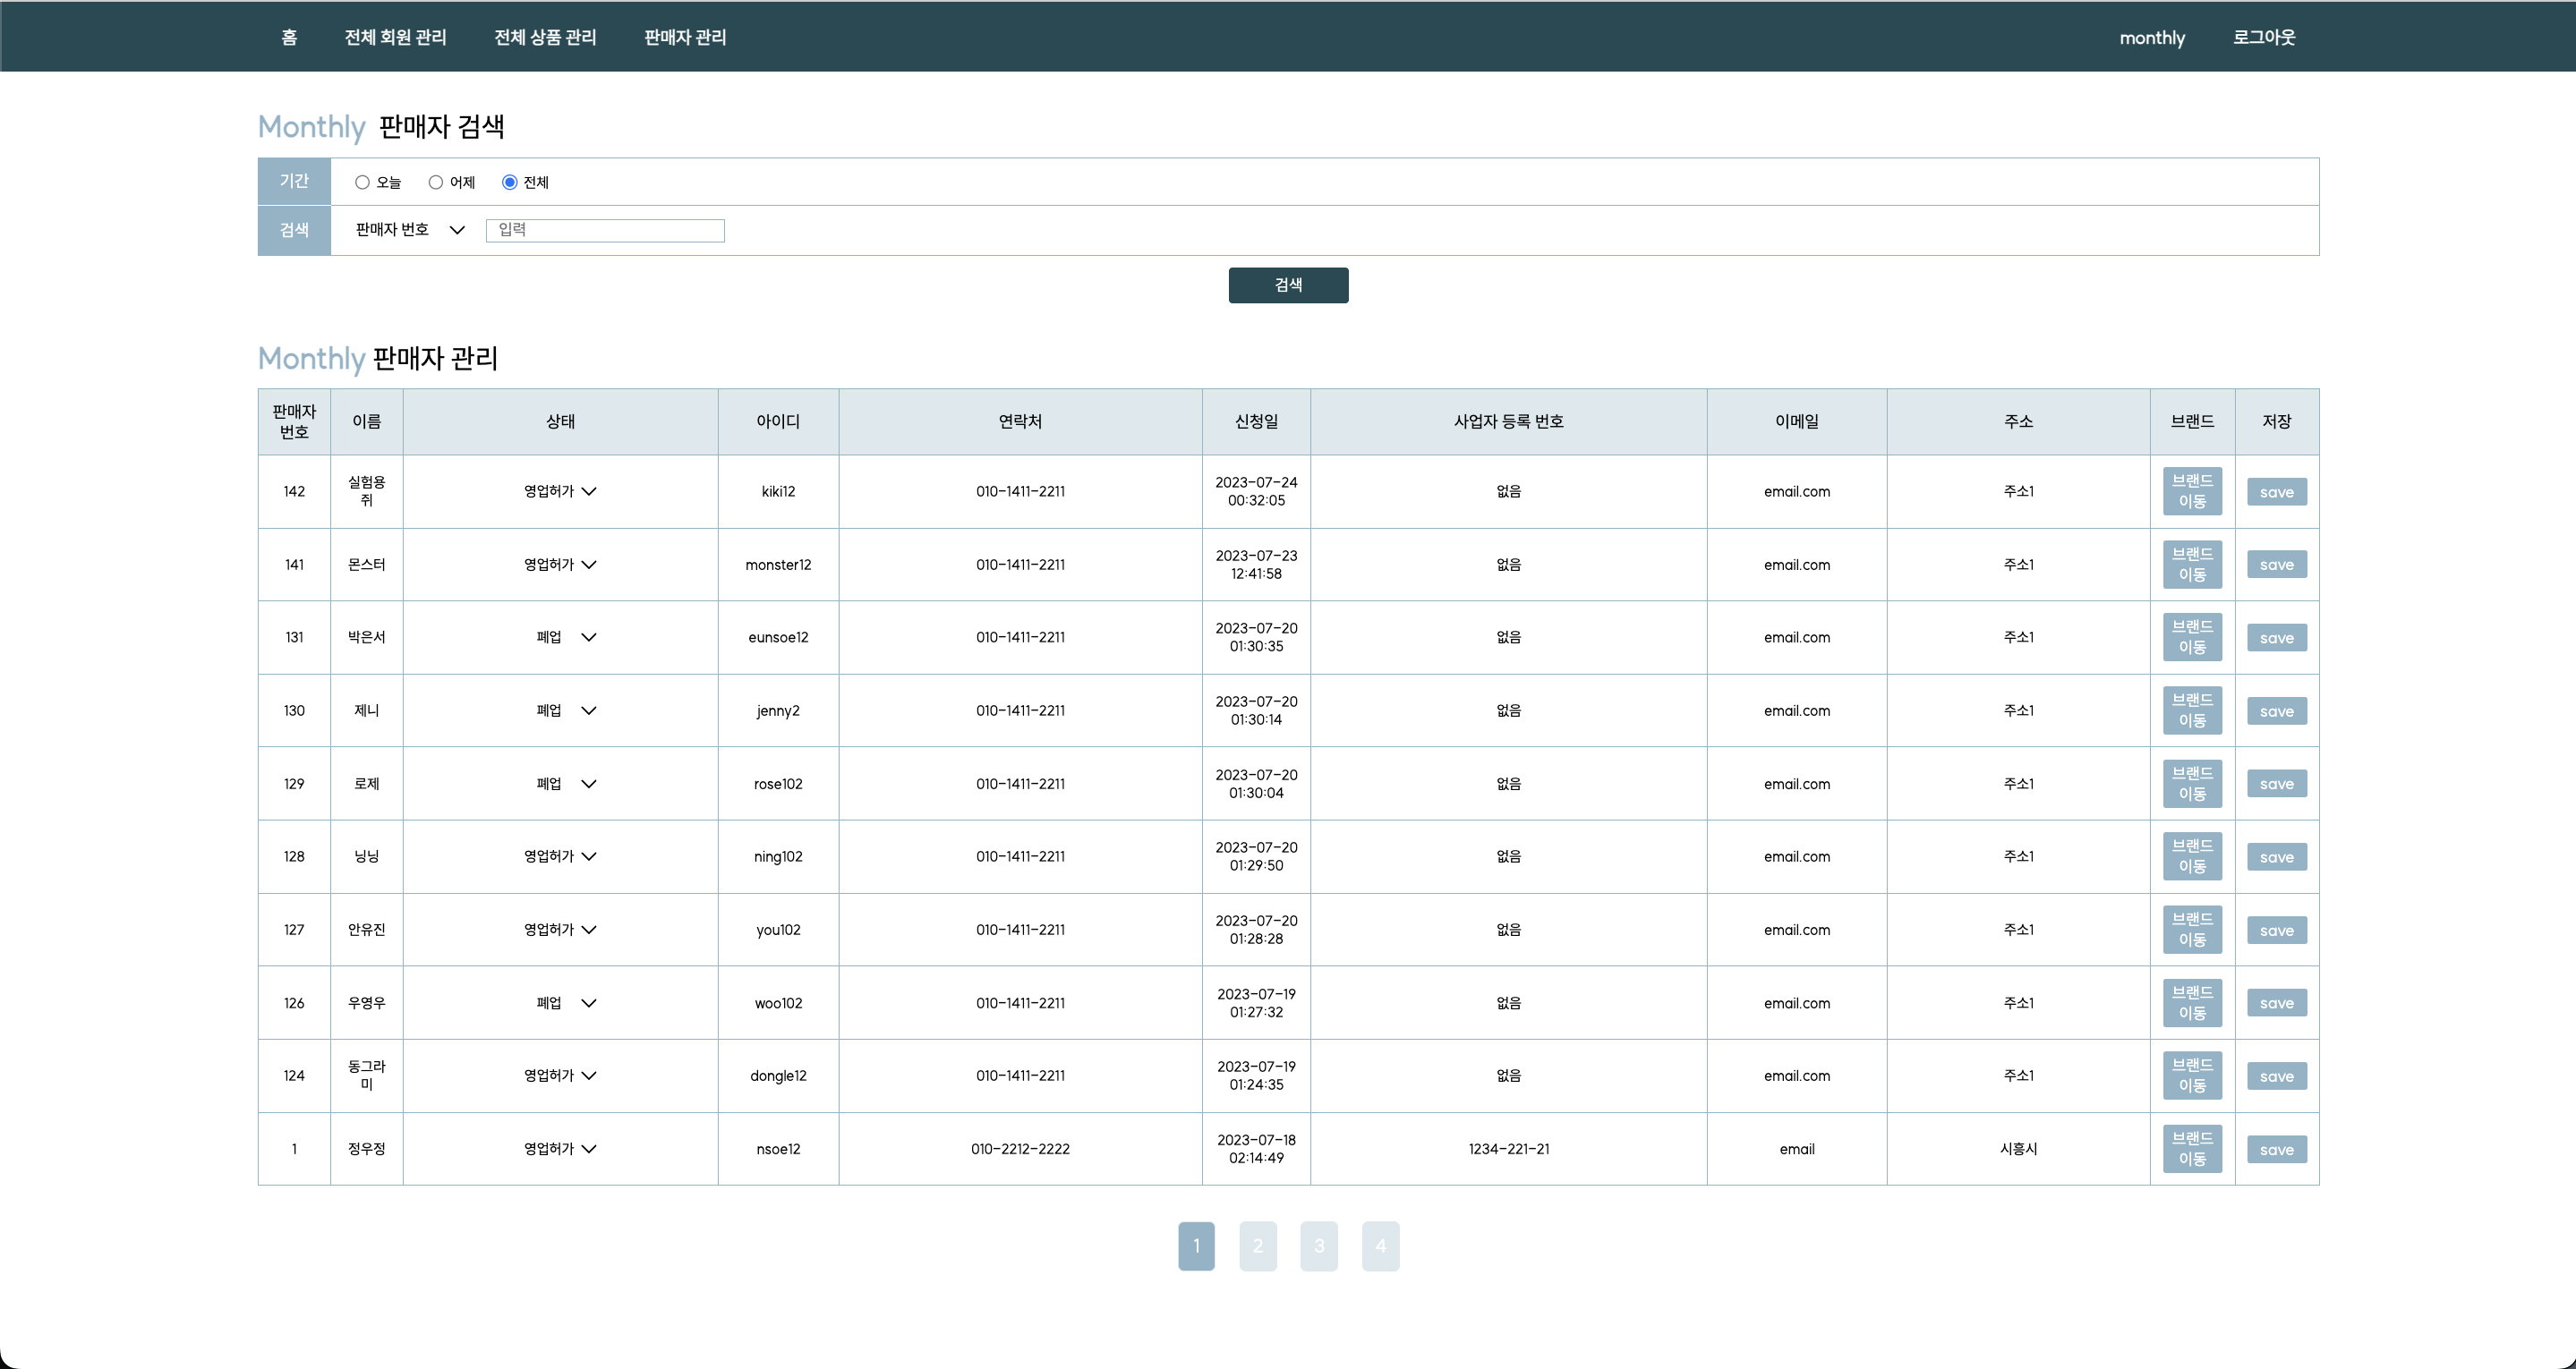 홈 전체 회원 관리 전체 상품 관리 판매자 관리 monthly 로그아웃
Monthly 판매자 검색
기간 오늘 어제 전체
검색 판매자 번호 입력
검색
Monthly 판매자 관리
판매자 번호 이름 상태 아이디 연락처 신청일 사업자 등록 번호 이메일 주소 브랜드 저장
142 실험용쥐 영업허가 kiki12 010-1411-2211 2023-07-24 00:32:05 없음 email.com 주소1 브랜드 이동 save
141 몬스터 영업허가 monster12 010-1411-2211 2023-07-23 12:41:58 없음 email.com 주소1 브랜드 이동 save
131 박은서 폐업 eunsoe12 010-1411-2211 2023-07-20 01:30:35 없음 email.com 주소1 브랜드 이동 save
130 제니 폐업 jenny2 010-1411-2211 2023-07-20 01:30:14 없음 email.com 주소1 브랜드 이동 save
129 로제 폐업 rose102 010-1411-2211 2023-07-20 01:30:04 없음 email.com 주소1 브랜드 이동 save
128 닝닝 영업허가 ning102 010-1411-2211 2023-07-20 01:29:50 없음 email.com 주소1 브랜드 이동 save
127 안유진 영업허가 you102 010-1411-2211 2023-07-20 01:28:28 없음 email.com 주소1 브랜드 이동 save
126 우영우 폐업 woo102 010-1411-2211 2023-07-19 01:27:32 없음 email.com 주소1 브랜드 이동 save
124 동그라미 영업허가 dongle12 010-1411-2211 2023-07-19 01:24:35 없음 email.com 주소1 브랜드 이동 save
1 정우정 영업허가 nsoe12 010-2212-2222 2023-07-18 02:14:49 1234-221-21 email 시흥시 브랜드 이동 save
1 2 3 4